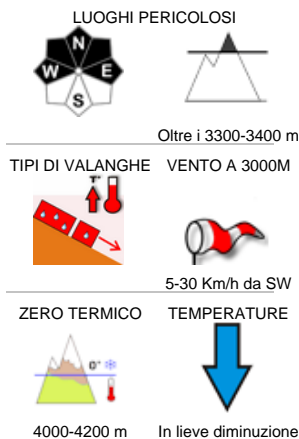 LUOGHI PERICOLOSI
N
W E
S
Oltre i 3300-3400 m
TIPI DI VALANGHE VENTO A 3000M
T°
5-30 Km/h da SW
ZERO TERMICO TEMPERATURE
0°
4000-4200 m In lieve diminuzione